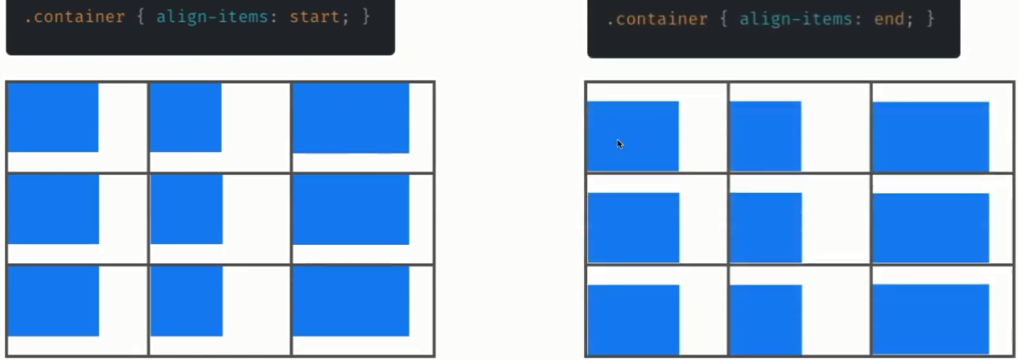 .container { align-items: start; }
.container { align-items: end; }